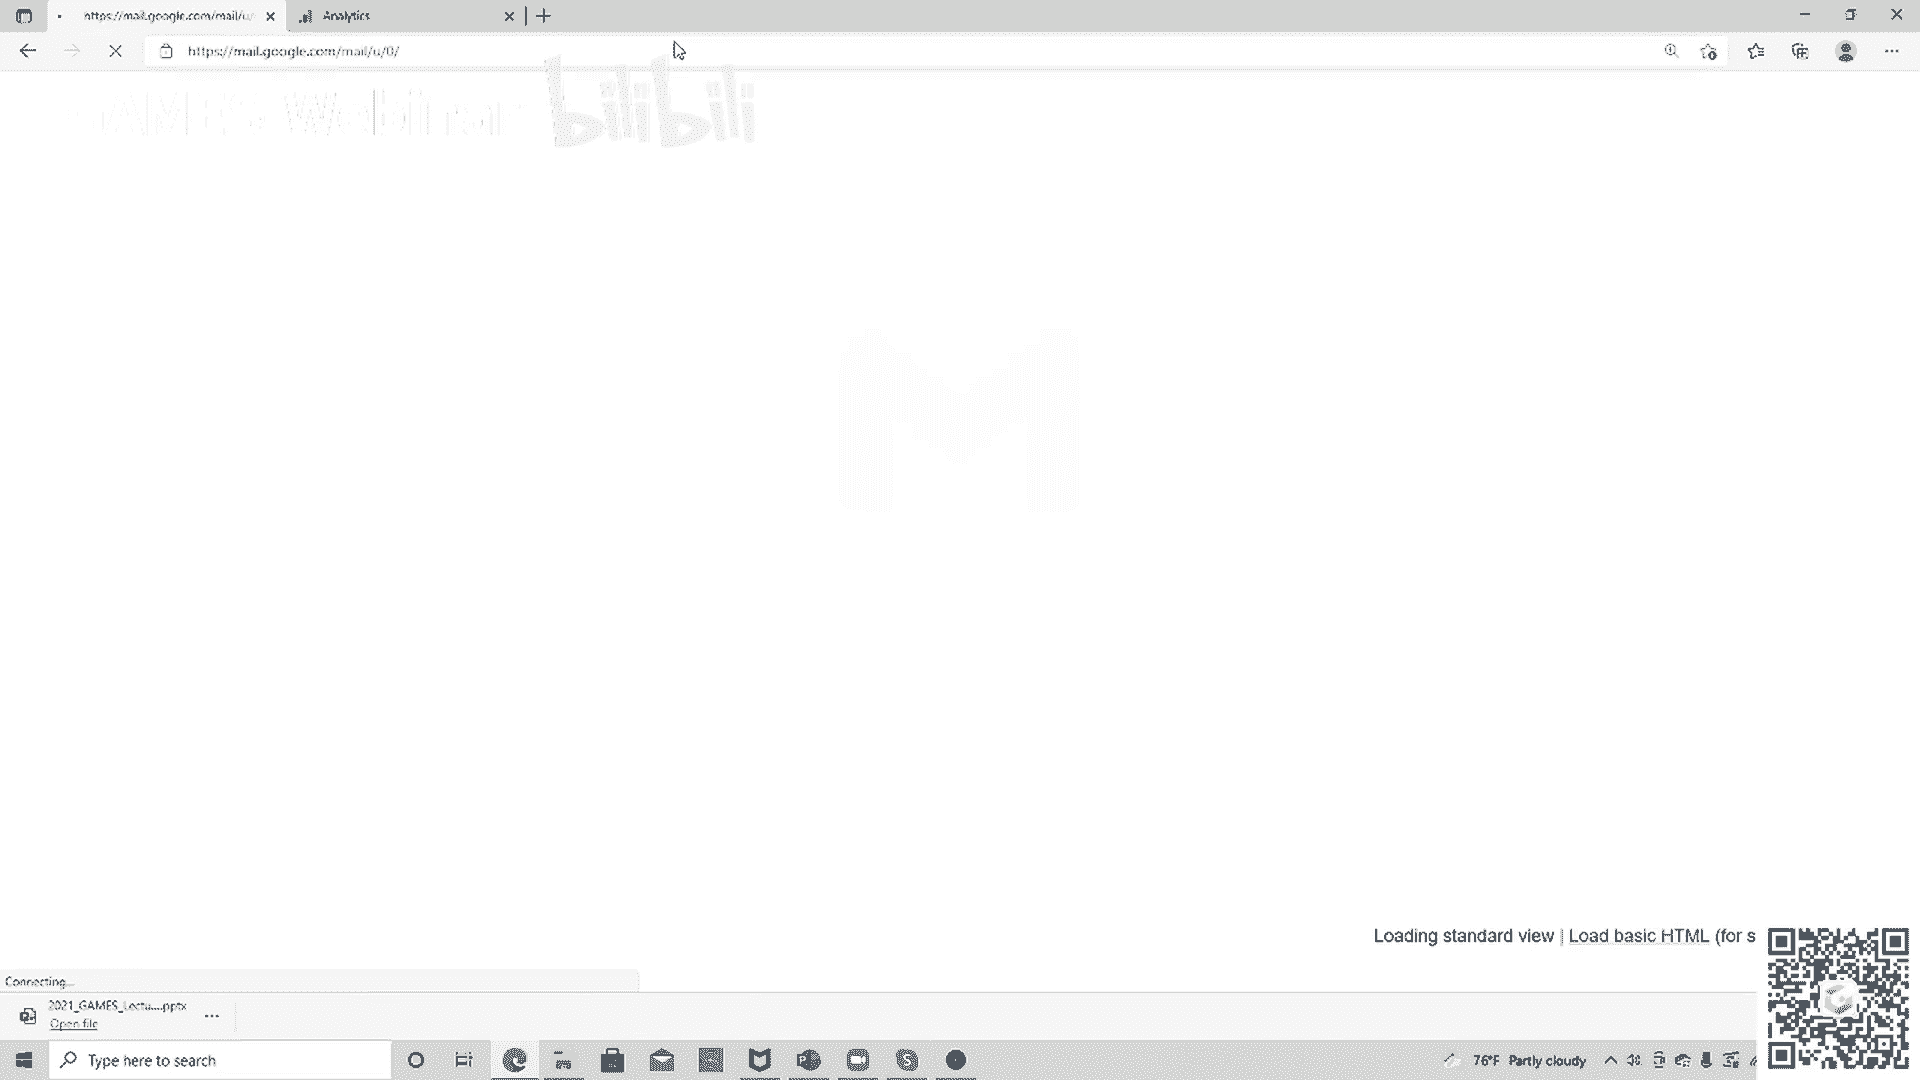 https://mail.google.com/mail/u/
Analytics
https://mail.google.com/mail/u/0/
GAMES Webinar bilibili
M
Loading standard view | Load basic HTML (for s
Connecting...
2021_GAMES_Lectu....pptx
Open file
Type here to search
76°F Partly cloudy